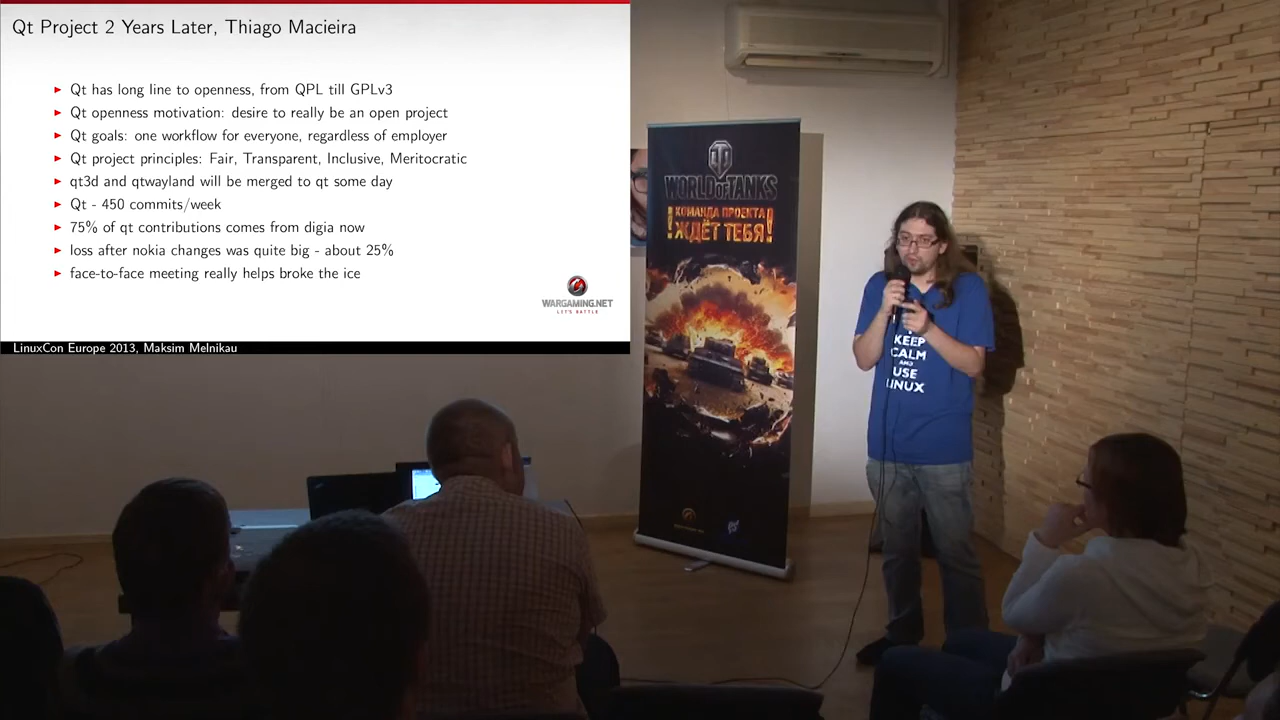 Qt Project 2 Years Later, Thiago Macieira
Qt has long line to openness, from QPL till GPLv3
Qt openness motivation: desire to really be an open project
Qt goals: one workflow for everyone, regardless of employer
Qt project principles: Fair, Transparent, Inclusive, Meritocratic
qt3d and qtwayland will be merged to qt some day
Qt - 450 commits/week
75% of qt contributions comes from digia now
loss after nokia changes was quite big - about 25%
face-to-face meeting really helps broke the ice
WARGAMING.NET
LET'S BATTLE
LinuxCon Europe 2013, Maksim Melnikau
WORLD OF TANKS
КОМАНДА ПРОЕКТА
ЖДЁТ ТЕБЯ!
KEEP
CALM
AND
USE
LINUX